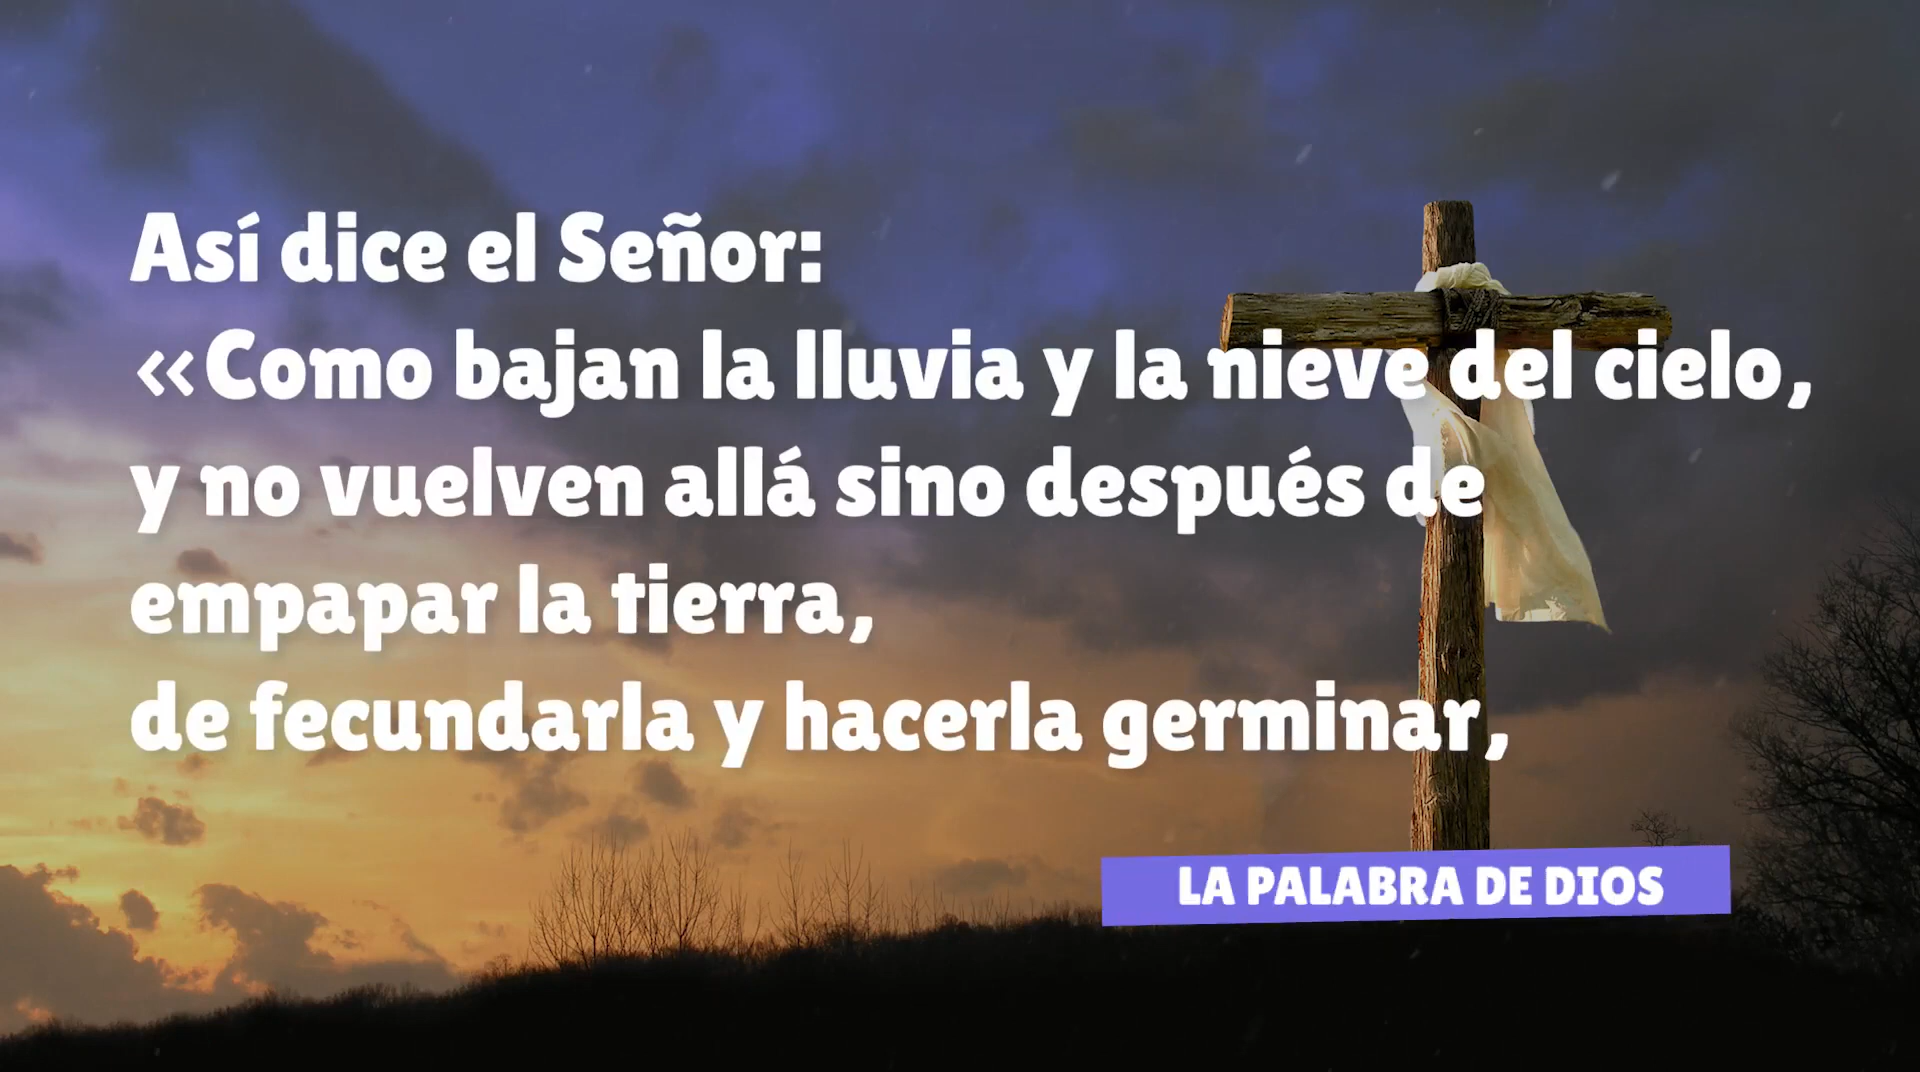 Así dice el Señor:
«Como bajan la lluvia y la nieve del cielo,
y no vuelven allá sino después de
empapar la tierra,
de fecundarla y hacerla germinar,
LA PALABRA DE DIOS